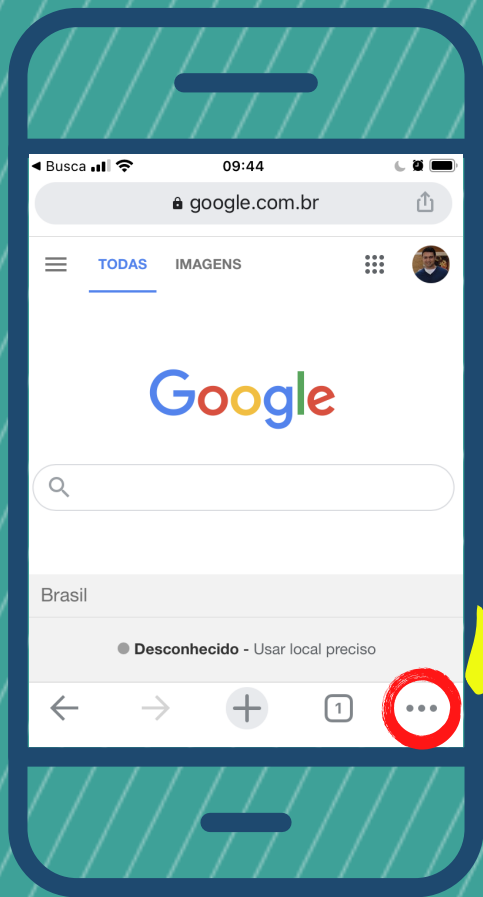 Busca 09:44
google.com.br
TODAS IMAGENS
Google
Brasil
Desconhecido - Usar local preciso
1